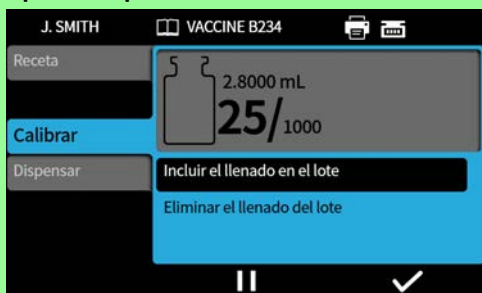 J. SMITH
VACCINE B234
Receta
2.8000 mL
25/1000
Calibrar
Dispensar
Incluir el llenado en el lote
Eliminar el llenado del lote